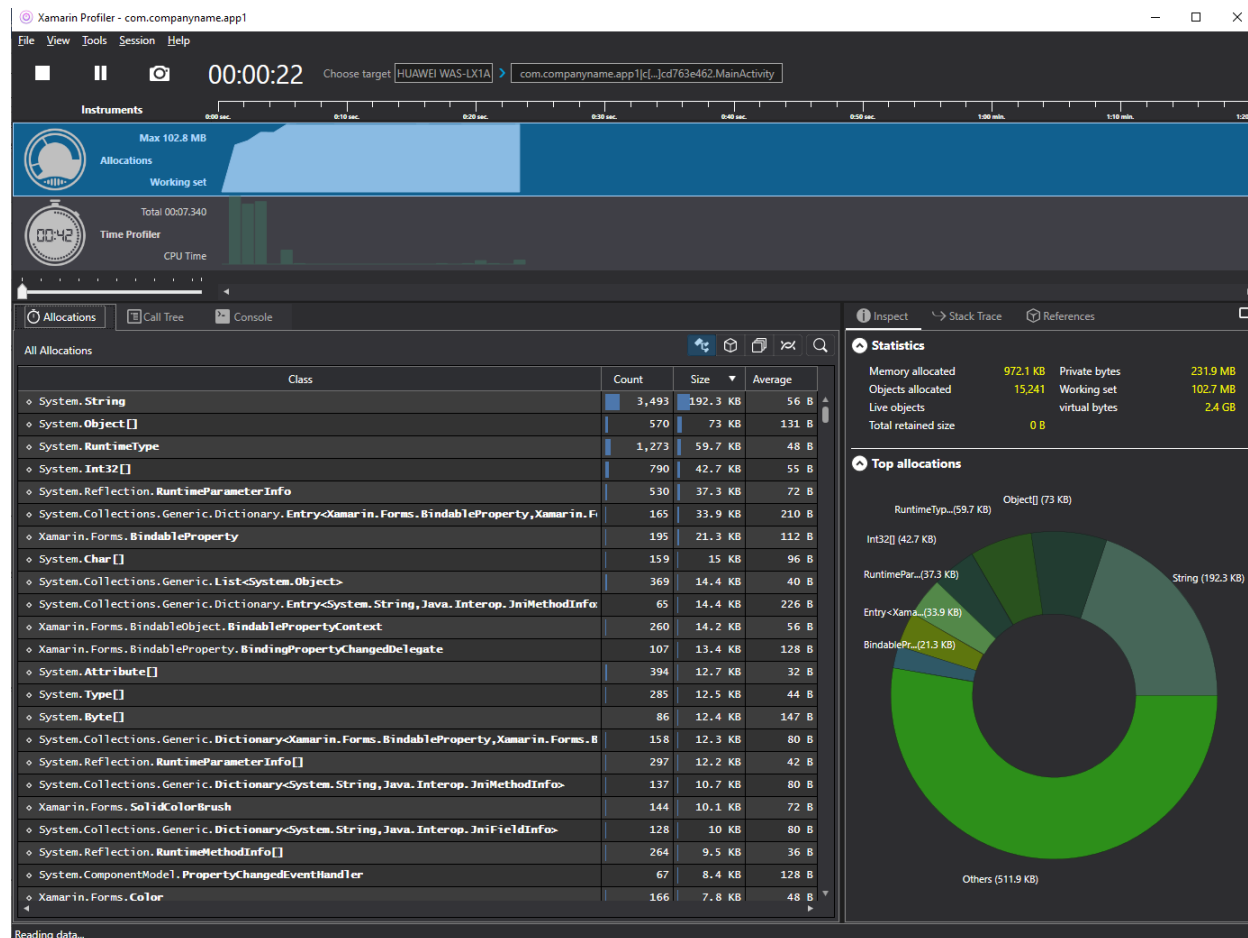 Xamarin Profiler - com.companyname.app1
File View Tools Session Help
00:00:22 Choose target HUAWEI WAS-LX1A com.companyname.app1|c[...]cd763e462.MainActivity
Instruments
0:00 sec. 0:10 sec. 0:20 sec. 0:30 sec. 0:40 sec. 0:50 sec. 1:00 min. 1:10 min. 1:20
Max 102.8 MB
Allocations
Working set
Total 00:07.340
00:42 Time Profiler
CPU Time
Allocations Call Tree Console
All Allocations
Class Count Size Average
System.String 3,493 192.3 KB 56 B
System.Object[] 570 73 KB 131 B
System.RuntimeType 1,273 59.7 KB 48 B
System.Int32[] 790 42.7 KB 55 B
System.Reflection.RuntimeParameterInfo 530 37.3 KB 72 B
System.Collections.Generic.Dictionary.Entry<Xamarin.Forms.BindableProperty,Xamarin.F 165 33.9 KB 210 B
Xamarin.Forms.BindableProperty 195 21.3 KB 112 B
System.Char[] 159 15 KB 96 B
System.Collections.Generic.List<System.Object> 369 14.4 KB 40 B
System.Collections.Generic.Dictionary.Entry<System.String,Java.Interop.JniMethodInfo 65 14.4 KB 226 B
Xamarin.Forms.BindableObject.BindablePropertyContext 260 14.2 KB 56 B
Xamarin.Forms.BindableProperty.BindingPropertyChangedDelegate 107 13.4 KB 128 B
System.Attribute[] 394 12.7 KB 32 B
System.Type[] 285 12.5 KB 44 B
System.Byte[] 86 12.4 KB 147 B
System.Collections.Generic.Dictionary<Xamarin.Forms.BindableProperty,Xamarin.Forms.B 158 12.3 KB 80 B
System.Reflection.RuntimeParameterInfo[] 297 12.2 KB 42 B
System.Collections.Generic.Dictionary<System.String,Java.Interop.JniMethodInfo> 137 10.7 KB 80 B
Xamarin.Forms.SolidColorBrush 144 10.1 KB 72 B
System.Collections.Generic.Dictionary<System.String,Java.Interop.JniFieldInfo> 128 10 KB 80 B
System.Reflection.RuntimeMethodInfo[] 264 9.5 KB 36 B
System.ComponentModel.PropertyChangedEventHandler 67 8.4 KB 128 B
Xamarin.Forms.Color 166 7.8 KB 48 B
Inspect Stack Trace References
Statistics
Memory allocated 972.1 KB Private bytes 231.9 MB
Objects allocated 15,241 Working set 102.7 MB
Live objects virtual bytes 2.4 GB
Total retained size 0 B
Top allocations
Object[] (73 KB)
RuntimeTyp...(59.7 KB)
Int32[] (42.7 KB)
RuntimePar...(37.3 KB)
String (192.3 KB)
Entry<Xama...(33.9 KB)
BindablePr...(21.3 KB)
Others (511.9 KB)
Reading data...